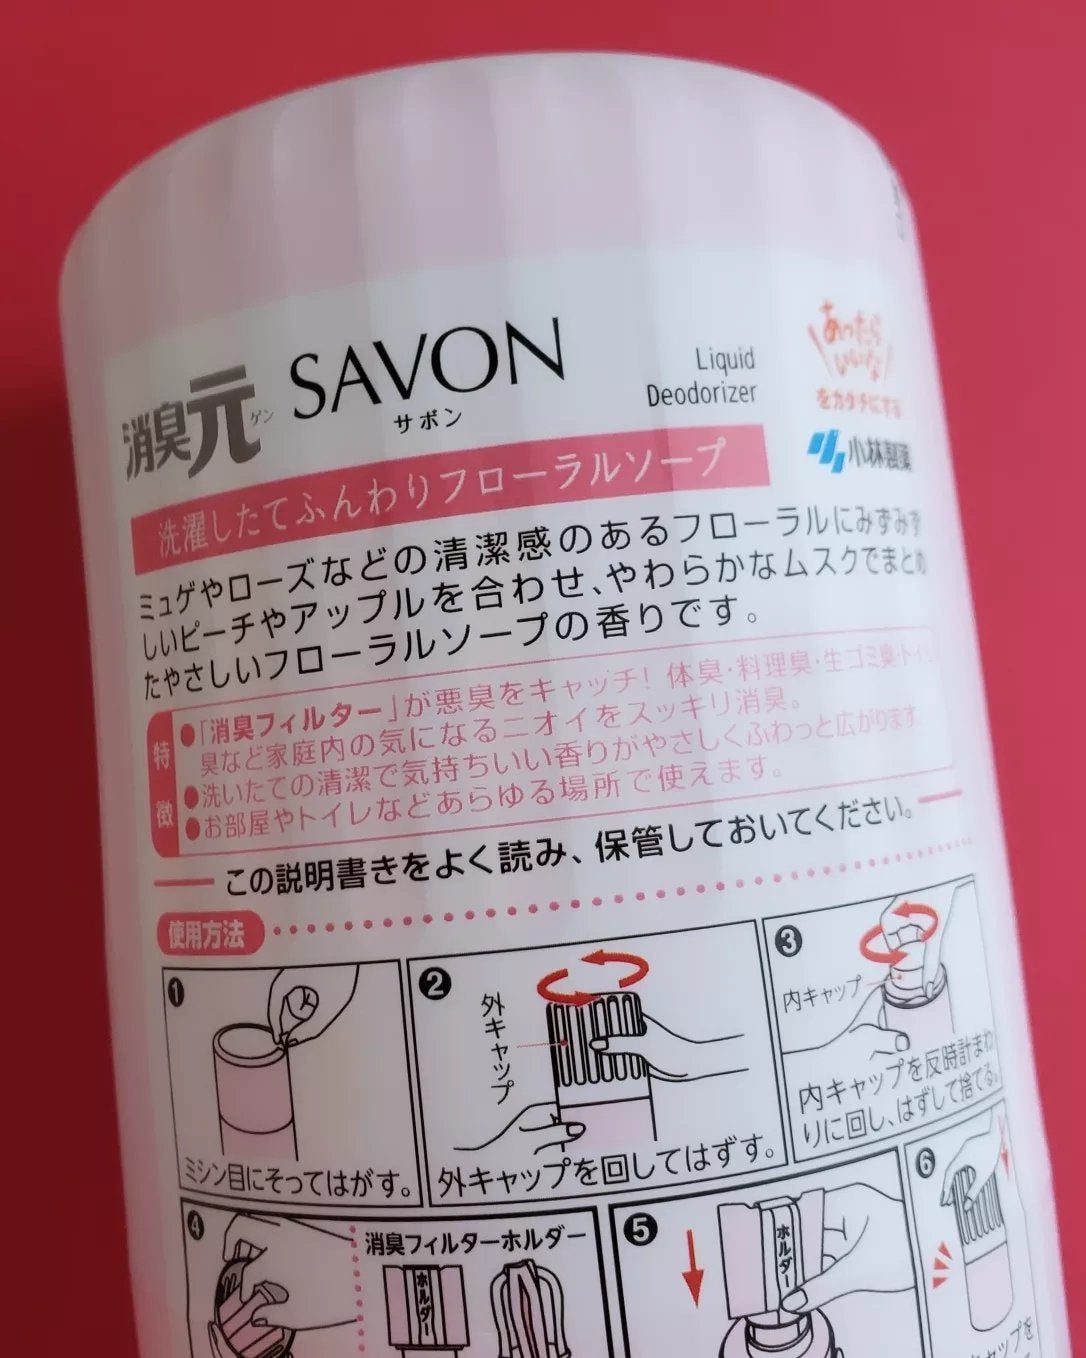 消臭元
ゲン
SAVON
サボン
Liquid
Deodorizer
あったら
いいな
をカタチにする
小林製薬
洗濯したてふんわりフローラルソープ
ミュゲやローズなどの清潔感のあるフローラルにみずみず
しいピーチやアップルを合わせ、やわらかなムスクでまとめ
たやさしいフローラルソープの香りです。
特徴
●「消臭フィルター」が悪臭をキャッチ！体臭・料理臭・生ゴミ臭・トイレ
臭など家庭内の気になるニオイをスッキリ消臭。
●洗いたての清潔で気持ちいい香りがやさしくふわっと広がります
●お部屋やトイレなどあらゆる場所で使えます。
この説明書きをよく読み、保管しておいてください。
使用方法
❶
ミシン目にそってはがす。
❷
外キャップ
外キャップを回してはずす。
❸
内キャップ
内キャップを反時計まわ
りに回し、はずして捨てる。
❹
消臭フィルターホルダー
ホルダー
❺
ホルダー
❻
キャップを